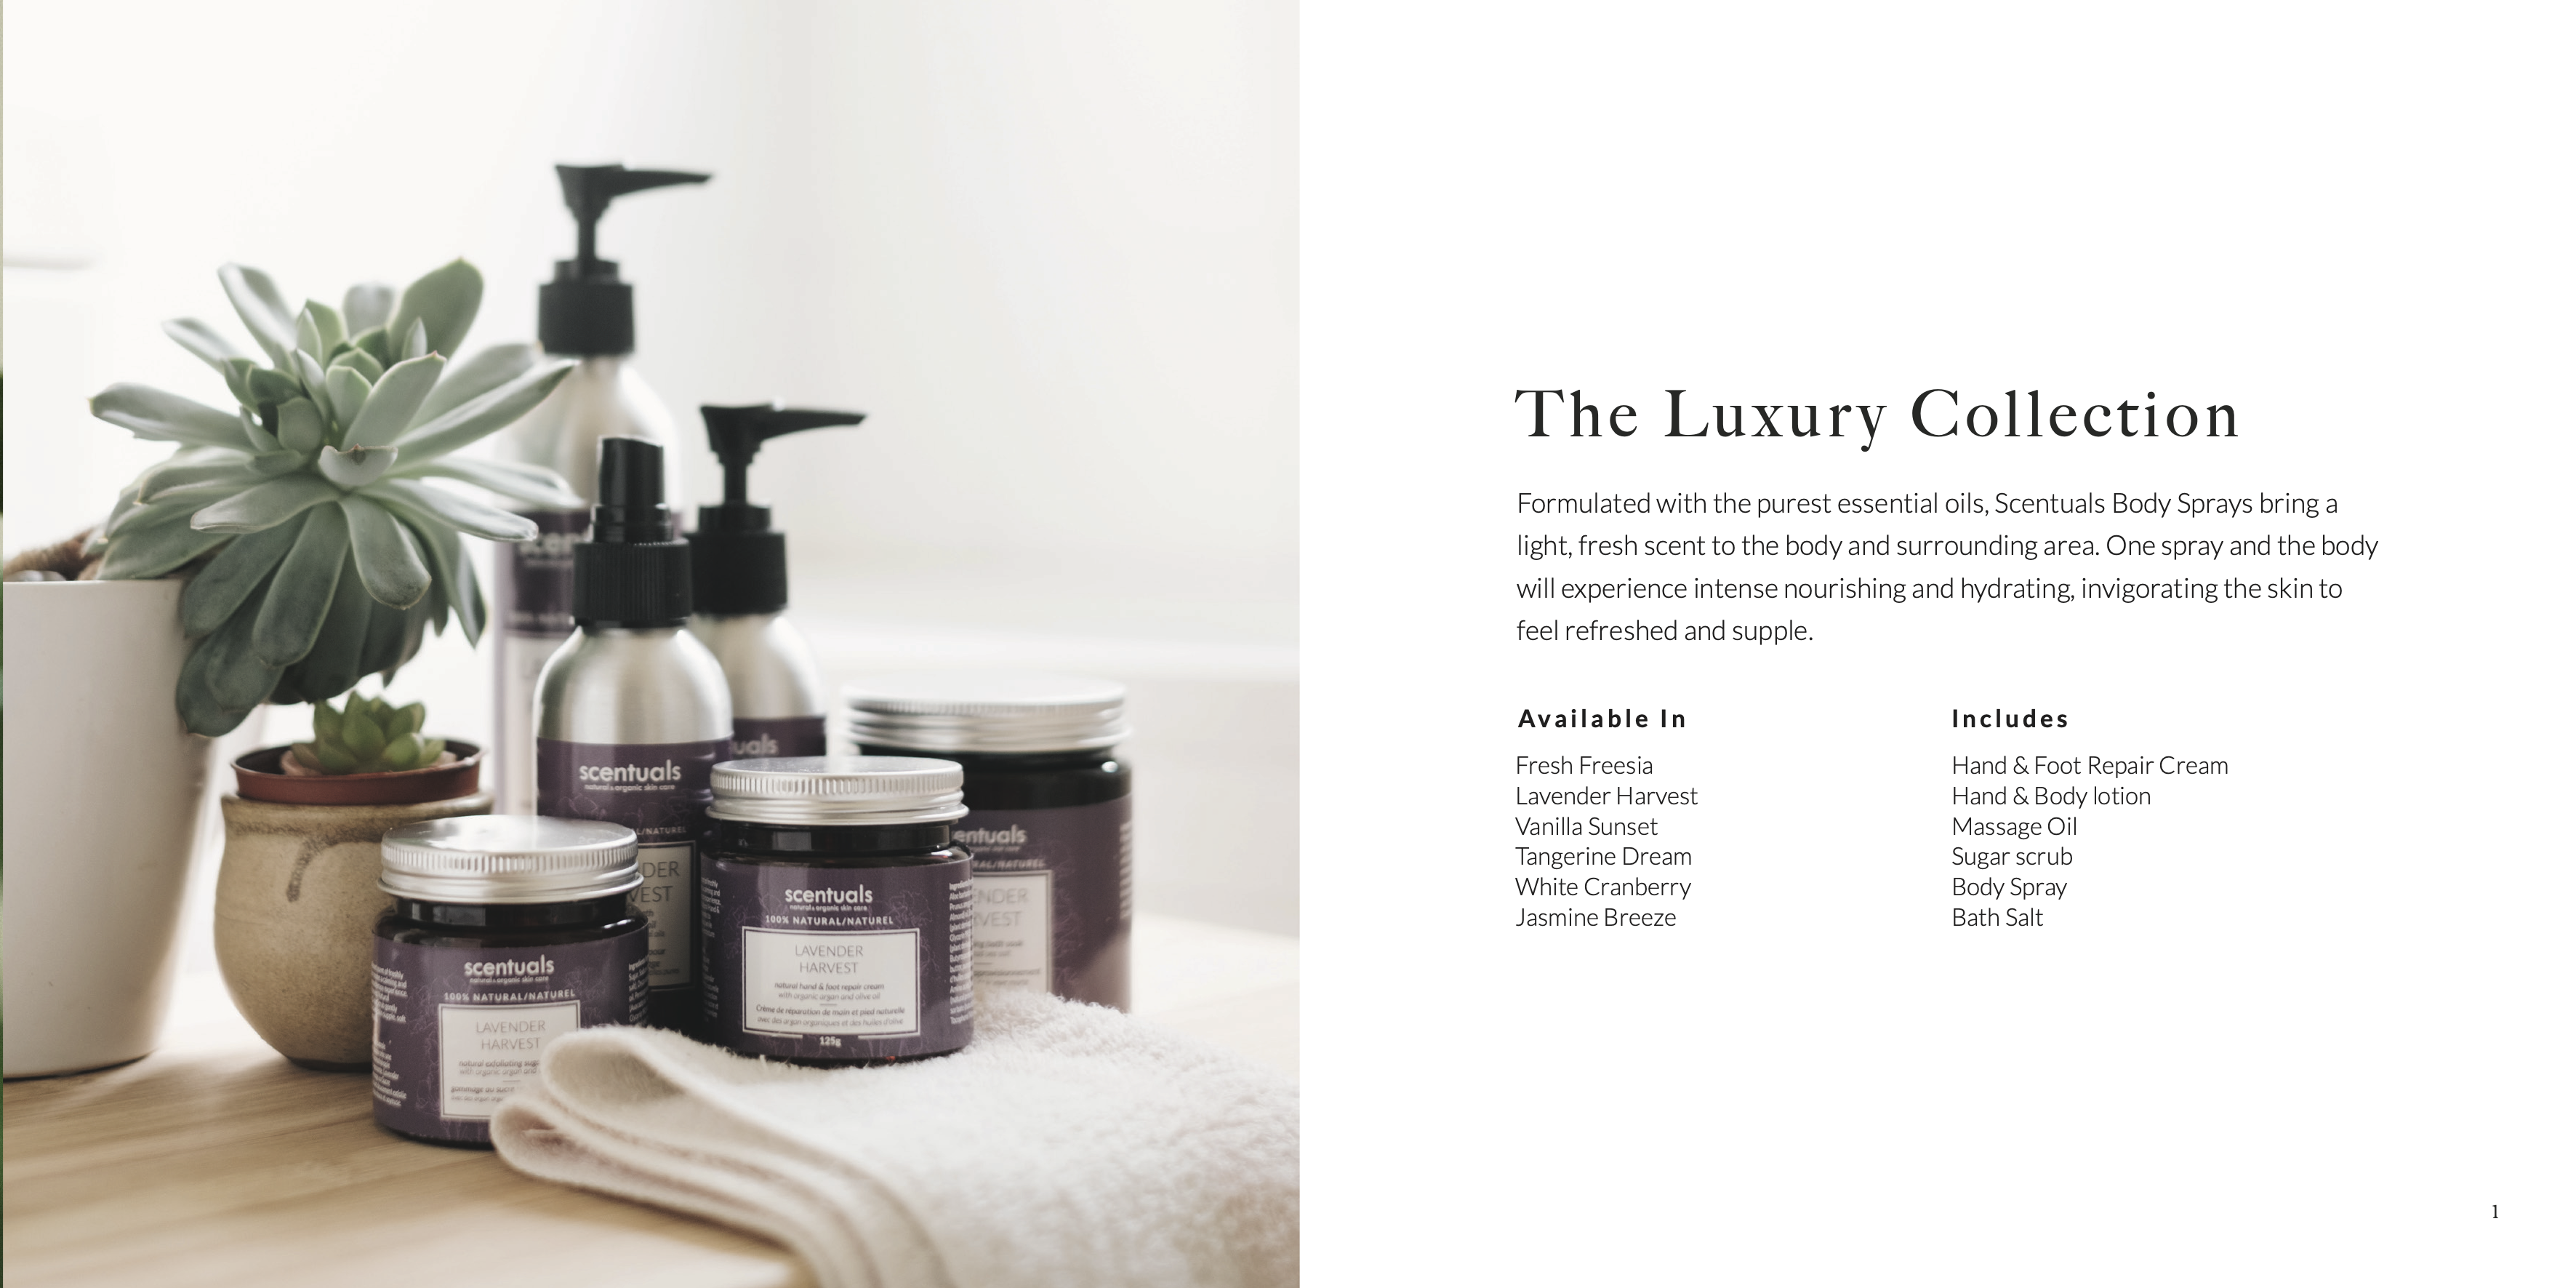 The Luxury Collection
Formulated with the purest essential oils, Scentuals Body Sprays bring a
light, fresh scent to the body and surrounding area. One spray and the body
will experience intense nourishing and hydrating, invigorating the skin to
feel refreshed and supple.
Available In
Fresh Freesia
Lavender Harvest
Vanilla Sunset
Tangerine Dream
White Cranberry
Jasmine Breeze
Includes
Hand & Foot Repair Cream
Hand & Body lotion
Massage Oil
Sugar scrub
Body Spray
Bath Salt
1
scentuals
natural & organic skin care
scentuals
natural & organic skin care
100% NATURAL/NATUREL
LAVENDER
HARVEST
natural hand & foot repair cream
with organic argan and olive oil
Crème de réparation de main et pied naturelle
avec des argan organiques et des huiles d'olive
125g
scentuals
natural & organic skin care
100% NATURAL/NATUREL
LAVENDER
HARVEST
natural exfoliating
with organic argan and
gommage au sucre